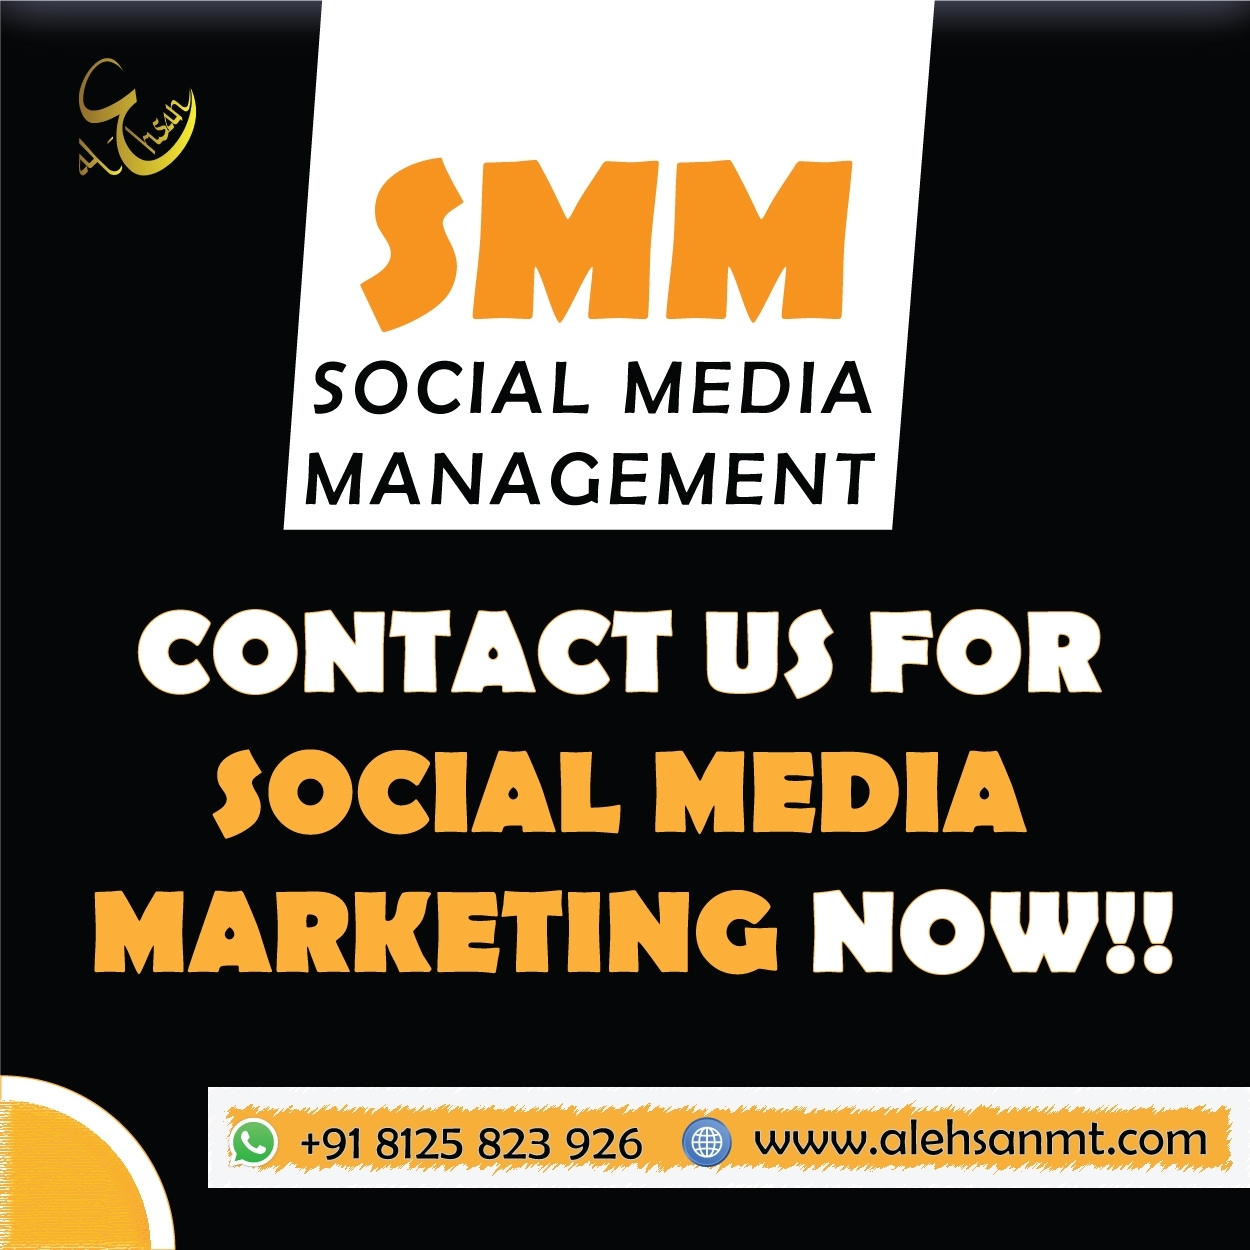 al-Ehsan
SMM
SOCIAL MEDIA
MANAGEMENT
CONTACT US FOR
SOCIAL MEDIA
MARKETING NOW!!
+91 8125 823 926 www.alehsanmt.com